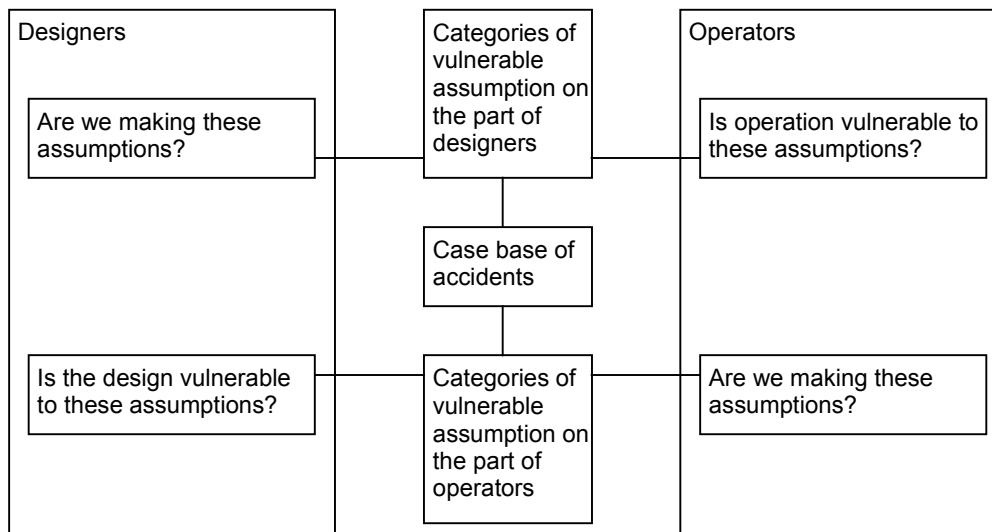 Designers
Are we making these
assumptions?
Is the design vulnerable
to these assumptions?
Categories of
vulnerable
assumption on
the part of
designers
Case base of
accidents
Categories of
vulnerable
assumption on
the part of
operators
Operators
Is operation vulnerable to
these assumptions?
Are we making these
assumptions?